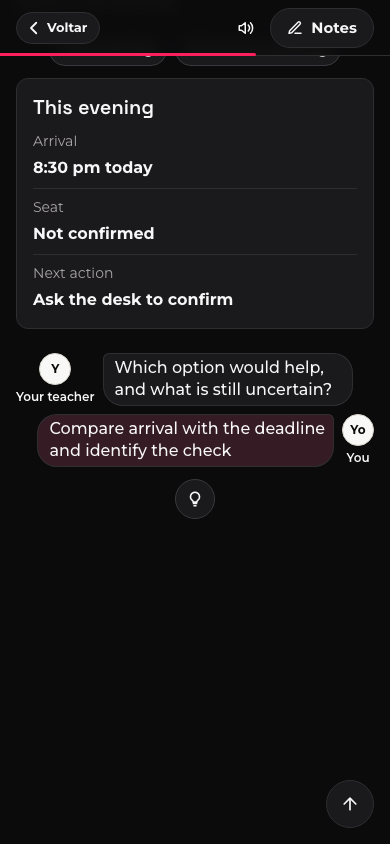 Voltar
Notes
This evening
Arrival
8:30 pm today
Seat
Not confirmed
Next action
Ask the desk to confirm
Y
Your teacher
Which option would help,
and what is still uncertain?
Compare arrival with the deadline
and identify the check
Yo
You